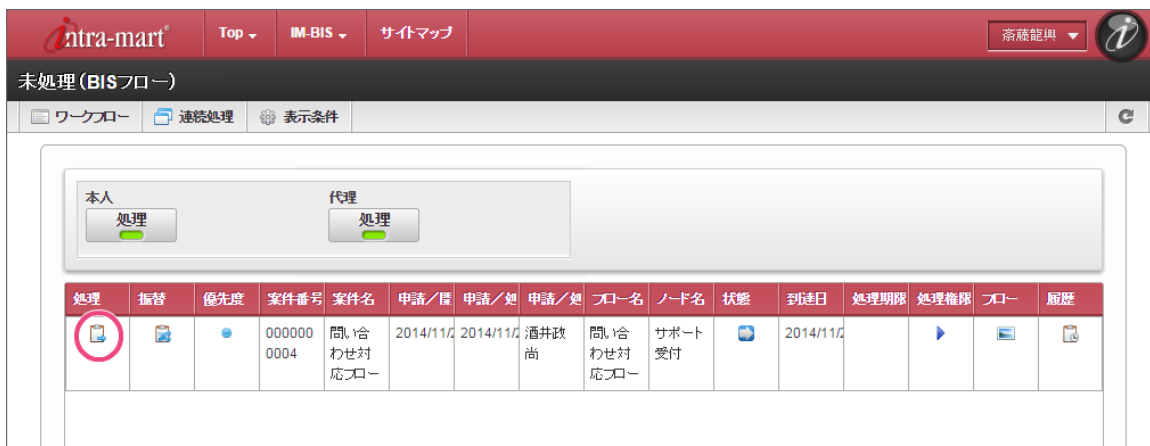 intra-mart Top IM-BIS サイトマップ 斎藤龍興
未処理(BISフロー)
ワークフロー 連続処理 表示条件
本人 代理
処理 処理
処理 振替 優先度 案件番号 案件名 申請/開 申請/処 申請/処 フロー名 ノード名 状態 到達日 処理期限 処理権限 フロー 履歴
000000 問い合 2014/11/2 2014/11/2 酒井政 問い合 サポート 2014/11/2
0004 わせ対 尚 わせ対 受付
応フロー 応フロー